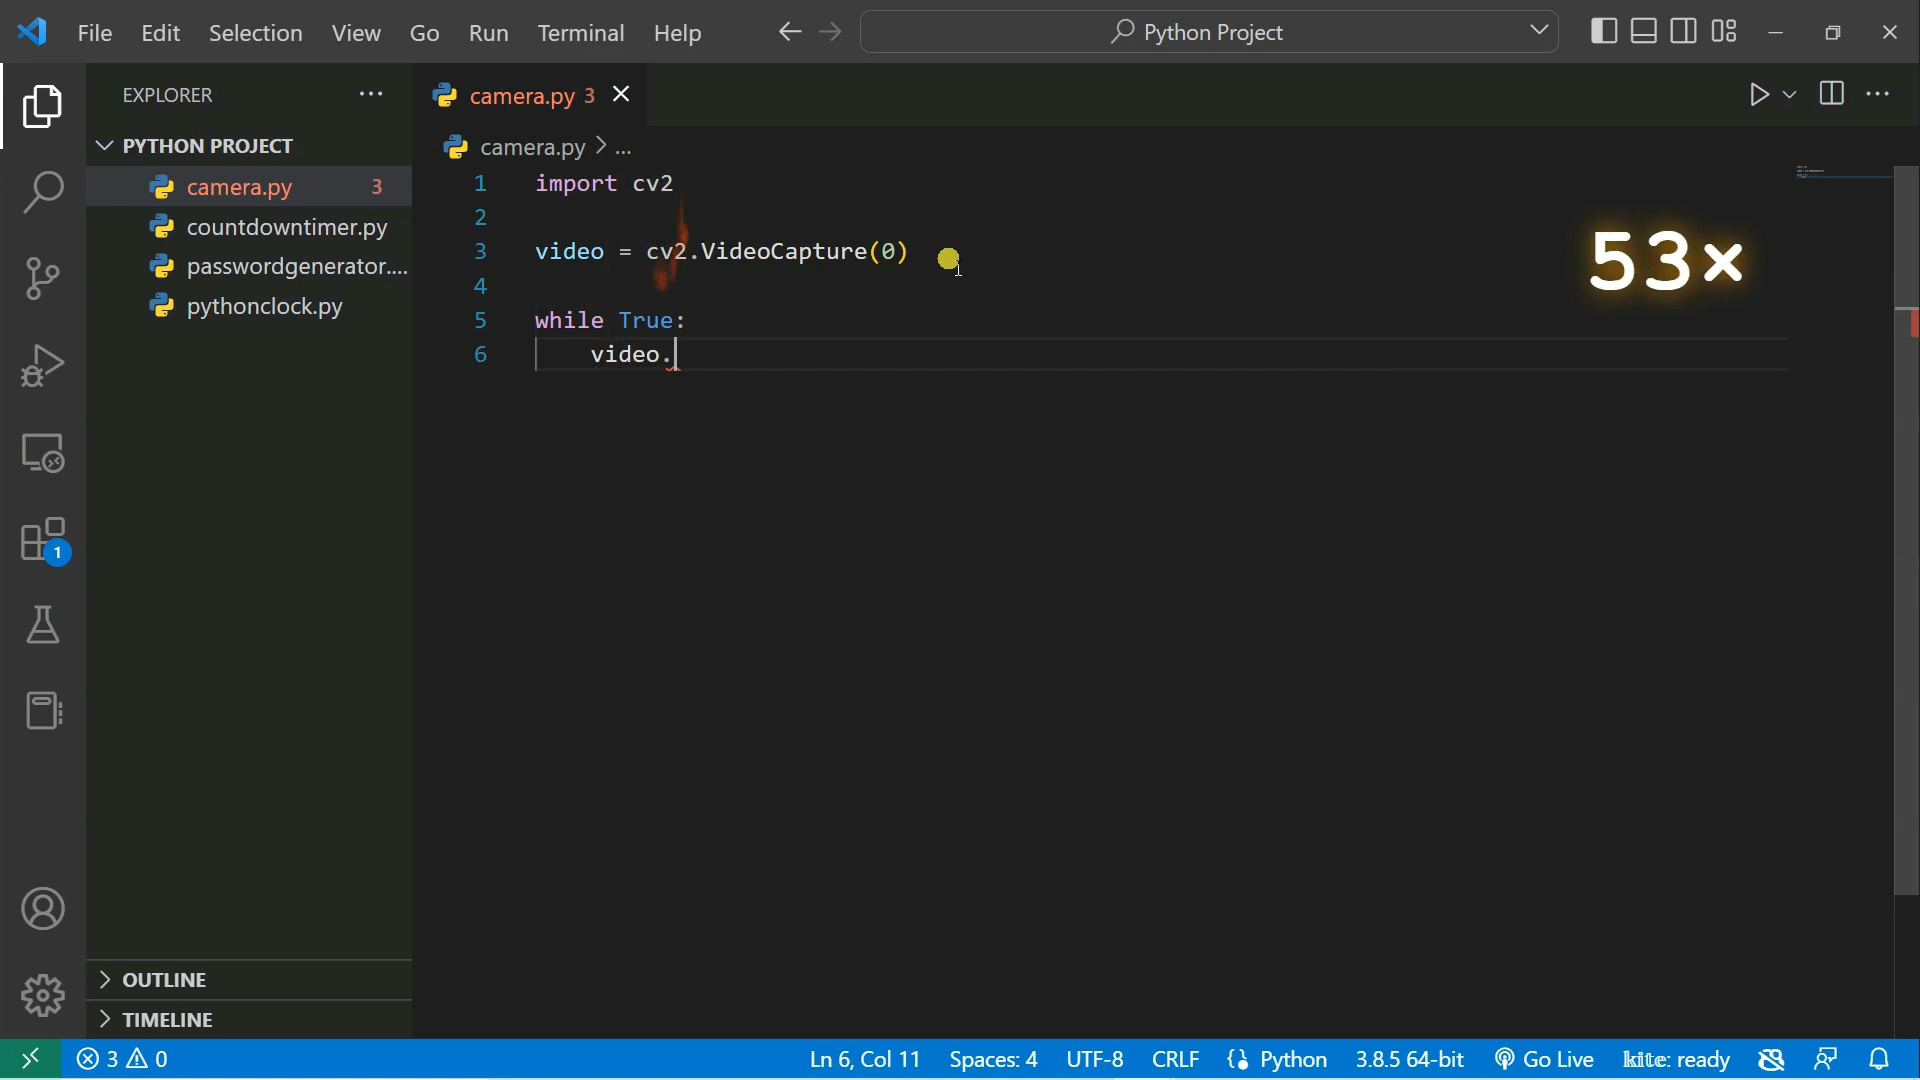 File Edit Selection View Go Run Terminal Help
Python Project
EXPLORER
PYTHON PROJECT
camera.py 3
countdowntimer.py
passwordgenerator....
pythonclock.py
OUTLINE
TIMELINE
camera.py 3
camera.py > ...
1 import cv2
2
3 video = cv2.VideoCapture(0)
4
5 while True:
6 video.
53×
1
3 0
Ln 6, Col 11 Spaces: 4 UTF-8 CRLF Python 3.8.5 64-bit Go Live kite: ready